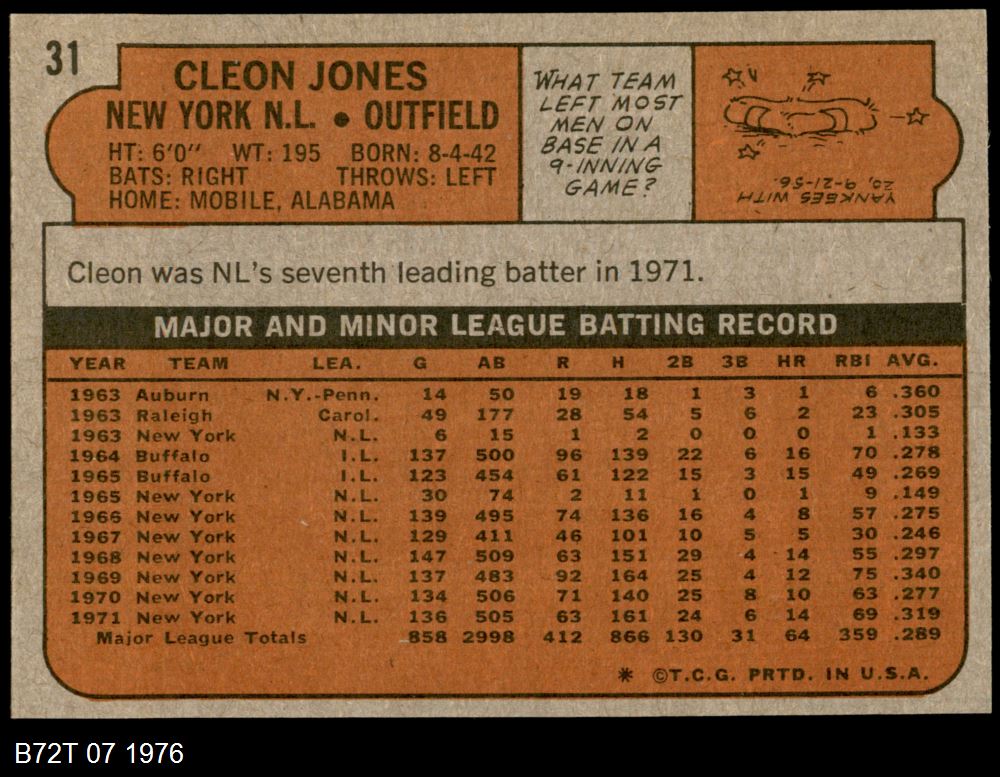 31
CLEON JONES
NEW YORK N.L. • OUTFIELD
HT: 6'0" WT: 195 BORN: 8-4-42
BATS: RIGHT THROWS: LEFT
HOME: MOBILE, ALABAMA
WHAT TEAM
LEFT MOST
MEN ON
BASE IN A
9-INNING
GAME?
YANKEES WITH
20, 9-21-56.
Cleon was NL's seventh leading batter in 1971.
MAJOR AND MINOR LEAGUE BATTING RECORD
YEAR TEAM LEA. G AB R H 2B 3B HR RBI AVG.
1963 Auburn N.Y.-Penn. 14 50 19 18 1 3 1 6 .360
1963 Raleigh Carol. 49 177 28 54 5 6 2 23 .305
1963 New York N.L. 6 15 1 2 0 0 0 1 .133
1964 Buffalo I.L. 137 500 96 139 22 6 16 70 .278
1965 Buffalo I.L. 123 454 61 122 15 3 15 49 .269
1965 New York N.L. 30 74 2 11 1 0 1 9 .149
1966 New York N.L. 139 495 74 136 16 4 8 57 .275
1967 New York N.L. 129 411 46 101 10 5 5 30 .246
1968 New York N.L. 147 509 63 151 29 4 14 55 .297
1969 New York N.L. 137 483 92 164 25 4 12 75 .340
1970 New York N.L. 134 506 71 140 25 8 10 63 .277
1971 New York N.L. 136 505 63 161 24 6 14 69 .319
Major League Totals 858 2998 412 866 130 31 64 359 .289
* ©T.C.G. PRTD. IN U.S.A.
B72T 07 1976